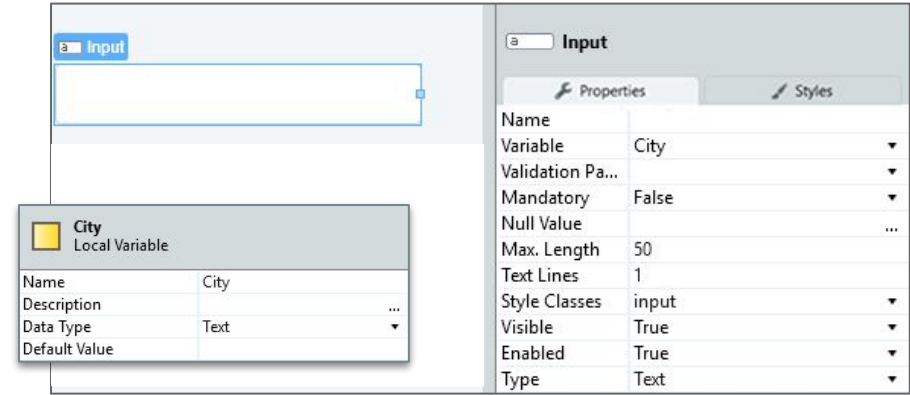 a Input
City
Local Variable
Name City
Description ...
Data Type Text
Default Value
a Input
Properties Styles
Name
Variable City
Validation Pa...
Mandatory False
Null Value ...
Max. Length 50
Text Lines 1
Style Classes input
Visible True
Enabled True
Type Text